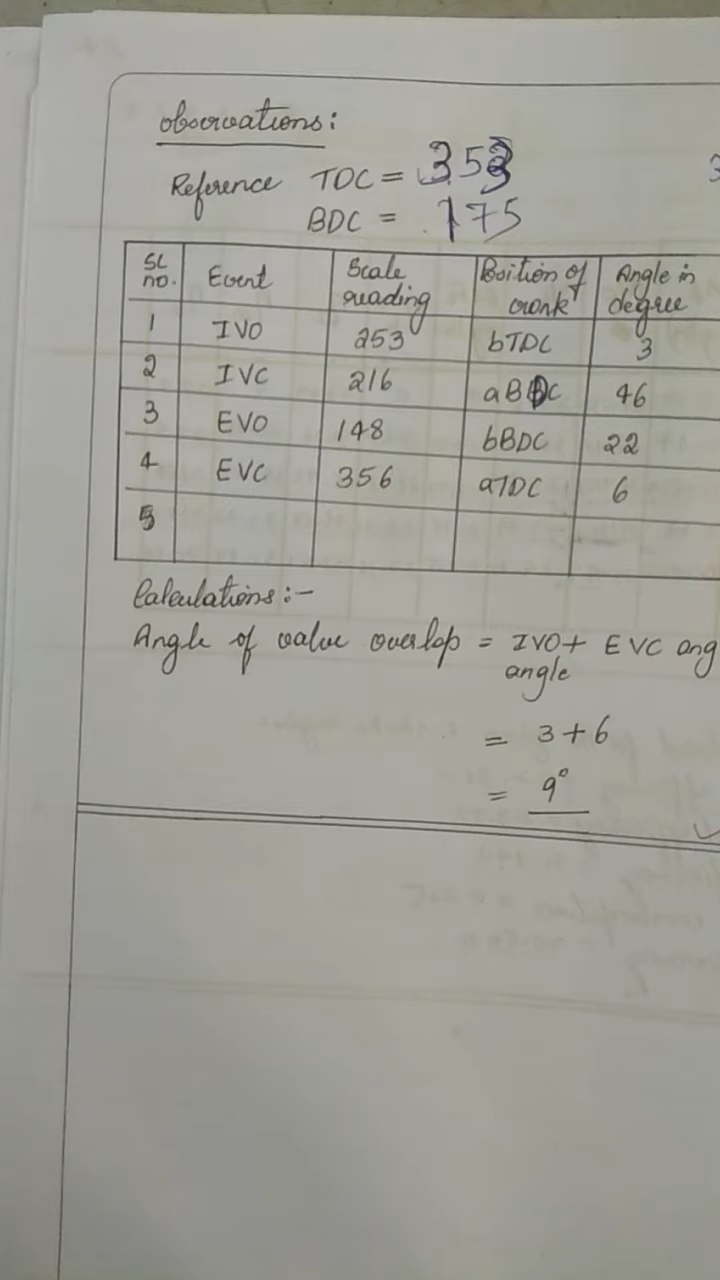 observations:
Reference TDC = 353
BDC = 175
SL no. Event Scale reading Position of crank Angle in degree
1 IVO 253 bTDC 3
2 IVC 216 aBDC 46
3 EVO 148 bBDC 22
4 EVC 356 aTDC 6
5
Calculations :-
Angle of value overlap = IVO + EVC ang
angle
= 3 + 6
= 9°